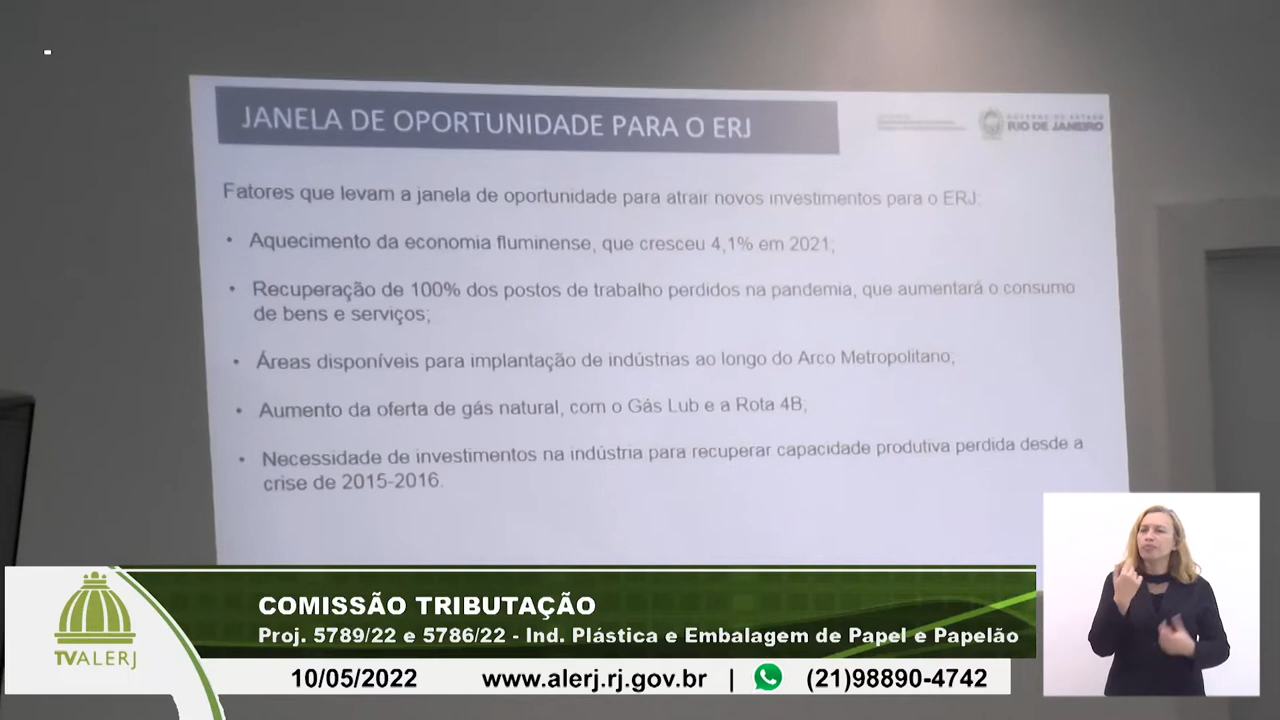 JANELA DE OPORTUNIDADE PARA O ERJ
GOVERNO DO ESTADO
RIO DE JANEIRO
Fatores que levam a janela de oportunidade para atrair novos investimentos para o ERJ:
• Aquecimento da economia fluminense, que cresceu 4,1% em 2021;
• Recuperação de 100% dos postos de trabalho perdidos na pandemia, que aumentará o consumo
de bens e serviços;
• Áreas disponíveis para implantação de indústrias ao longo do Arco Metropolitano;
• Aumento da oferta de gás natural, com o Gás Lub e a Rota 4B;
• Necessidade de investimentos na indústria para recuperar capacidade produtiva perdida desde a
crise de 2015-2016.
COMISSÃO TRIBUTAÇÃO
Proj. 5789/22 e 5786/22 - Ind. Plástica e Embalagem de Papel e Papelão
TVALERJ
10/05/2022 www.alerj.rj.gov.br | (21)98890-4742